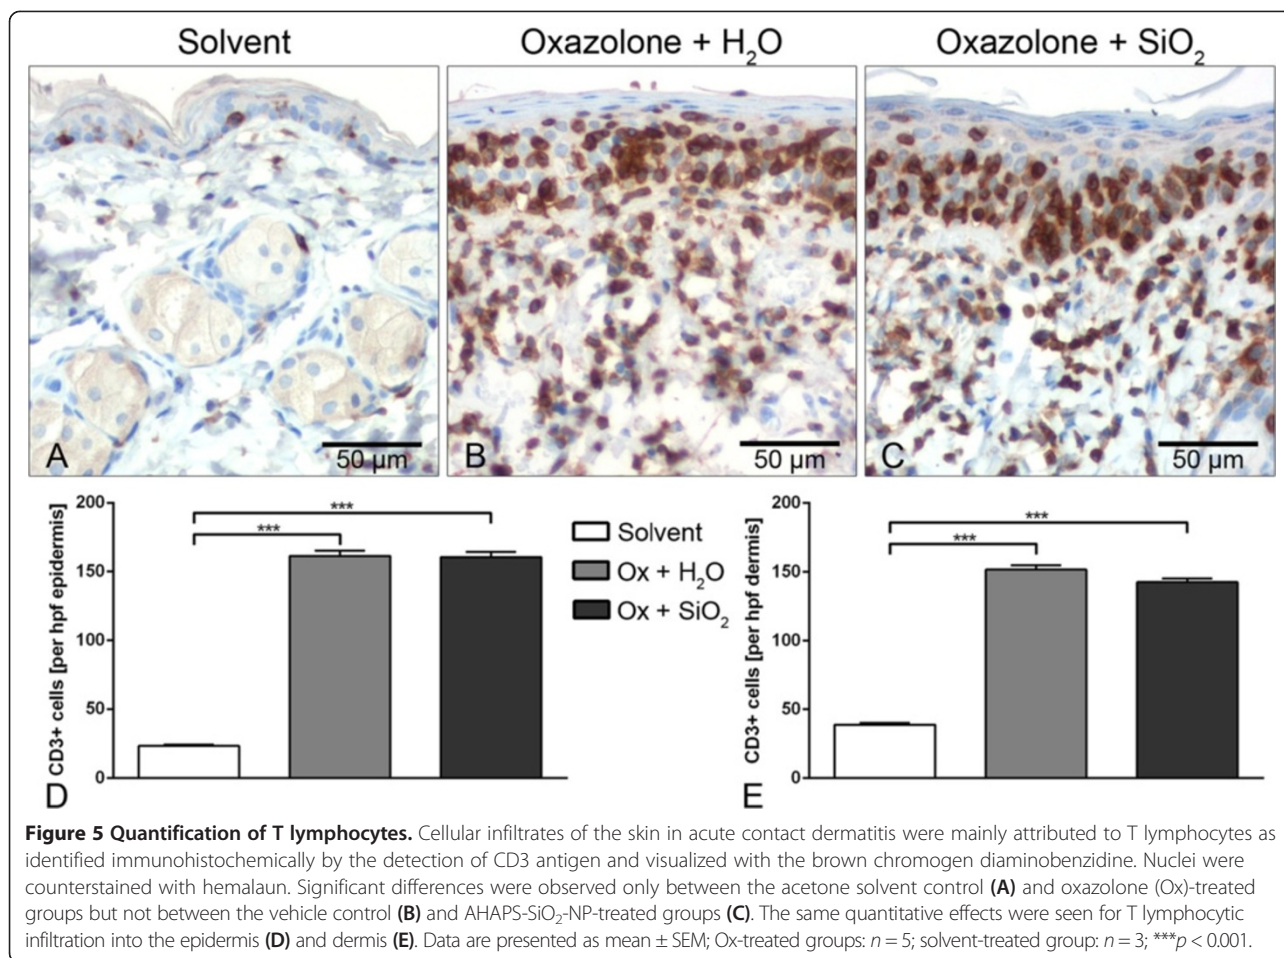 Solvent
Oxazolone + H₂O
Oxazolone + SiO₂
A
50 µm
B
50 µm
C
50 µm
CD3+ cells [per hpf epidermis]
200
150
100
50
0
***
***
D
Solvent
Ox + H₂O
Ox + SiO₂
CD3+ cells [per hpf dermis]
200
150
100
50
0
***
***
E
Figure 5 Quantification of T lymphocytes. Cellular infiltrates of the skin in acute contact dermatitis were mainly attributed to T lymphocytes as
identified immunohistochemically by the detection of CD3 antigen and visualized with the brown chromogen diaminobenzidine. Nuclei were
counterstained with hemalaun. Significant differences were observed only between the acetone solvent control (A) and oxazolone (Ox)-treated
groups but not between the vehicle control (B) and AHAPS-SiO₂-NP-treated groups (C). The same quantitative effects were seen for T lymphocytic
infiltration into the epidermis (D) and dermis (E). Data are presented as mean ± SEM; Ox-treated groups: n = 5; solvent-treated group: n = 3; ***p < 0.001.